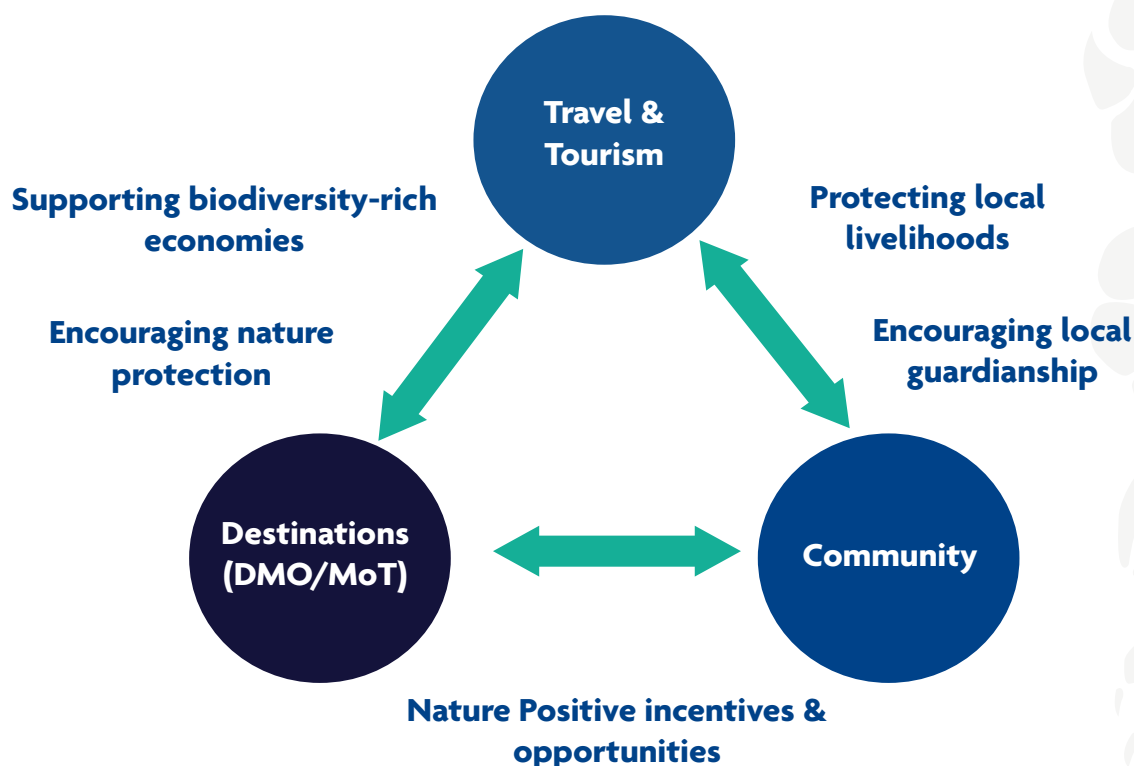 Travel &
Tourism
Supporting biodiversity-rich
economies
Protecting local
livelihoods
Encouraging nature
protection
Encouraging local
guardianship
Destinations
(DMO/MoT)
Community
Nature Positive incentives &
opportunities